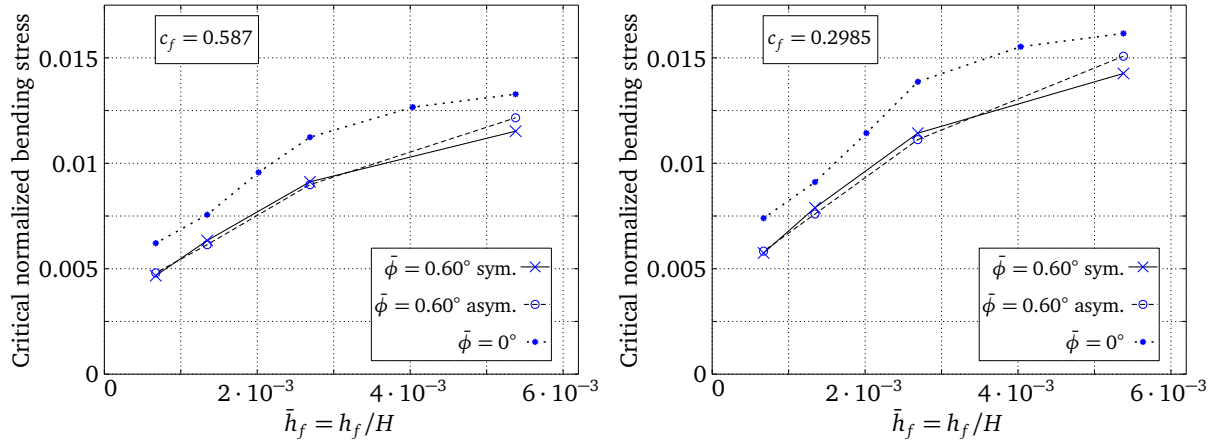 Critical normalized bending stress
0.015
0.01
0.005
0
c_f = 0.587
ϕ̄ = 0.60° sym.
ϕ̄ = 0.60° asym.
ϕ̄ = 0°
0
2 · 10⁻³
4 · 10⁻³
6 · 10⁻³
h̄_f = h_f/H
Critical normalized bending stress
0.015
0.01
0.005
0
c_f = 0.2985
ϕ̄ = 0.60° sym.
ϕ̄ = 0.60° asym.
ϕ̄ = 0°
0
2 · 10⁻³
4 · 10⁻³
6 · 10⁻³
h̄_f = h_f/H